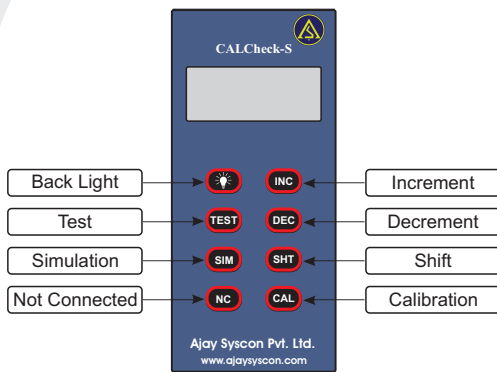 CALCheck-S
Back Light
INC
Increment
Test
TEST
DEC
Decrement
Simulation
SIM
SHT
Shift
Not Connected
NC
CAL
Calibration
Ajay Syscon Pvt. Ltd.
www.ajaysyscon.com